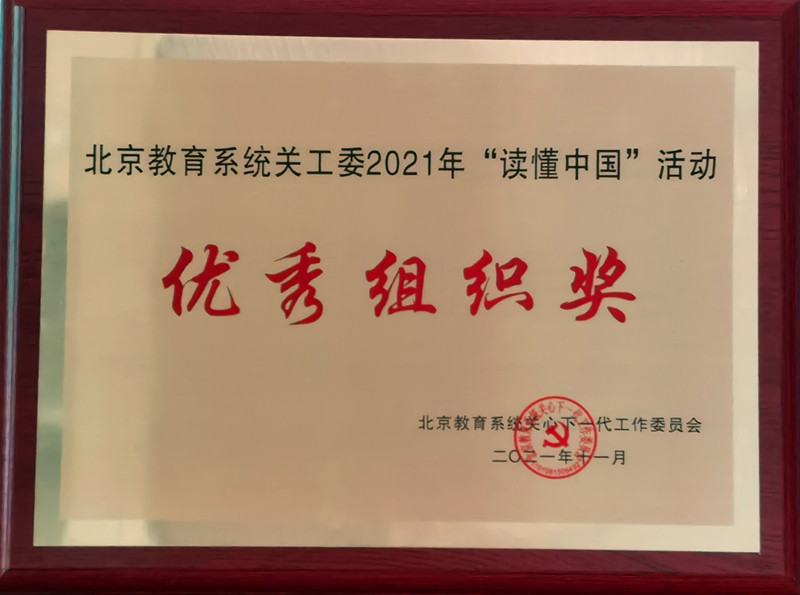 北京教育系统关工委2021年“读懂中国”活动
优秀组织奖
北京教育系统关心下一代工作委员会
二〇二一年十一月